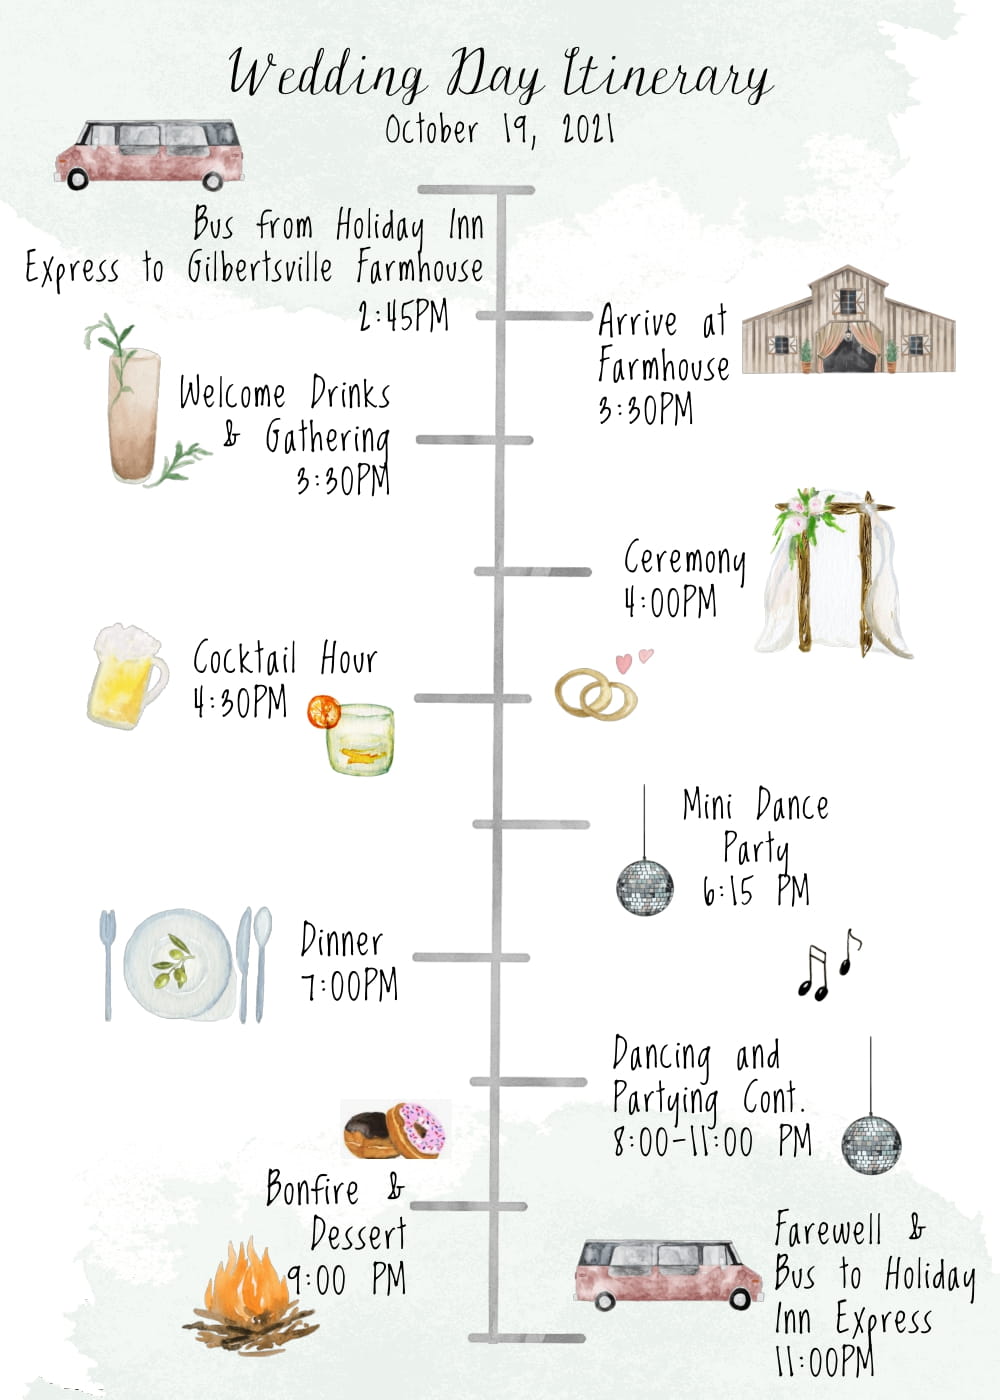 Wedding Day Itinerary
October 19, 2021
Bus from Holiday Inn
Express to Gilbertsville Farmhouse
2:45PM
Arrive at
Farmhouse
3:30PM
Welcome Drinks
& Gathering
3:30PM
Ceremony
4:00PM
Cocktail Hour
4:30PM
Mini Dance
Party
6:15 PM
Dinner
7:00PM
Dancing and
Partying Cont.
8:00-11:00 PM
Bonfire &
Dessert
9:00 PM
Farewell &
Bus to Holiday
Inn Express
11:00PM